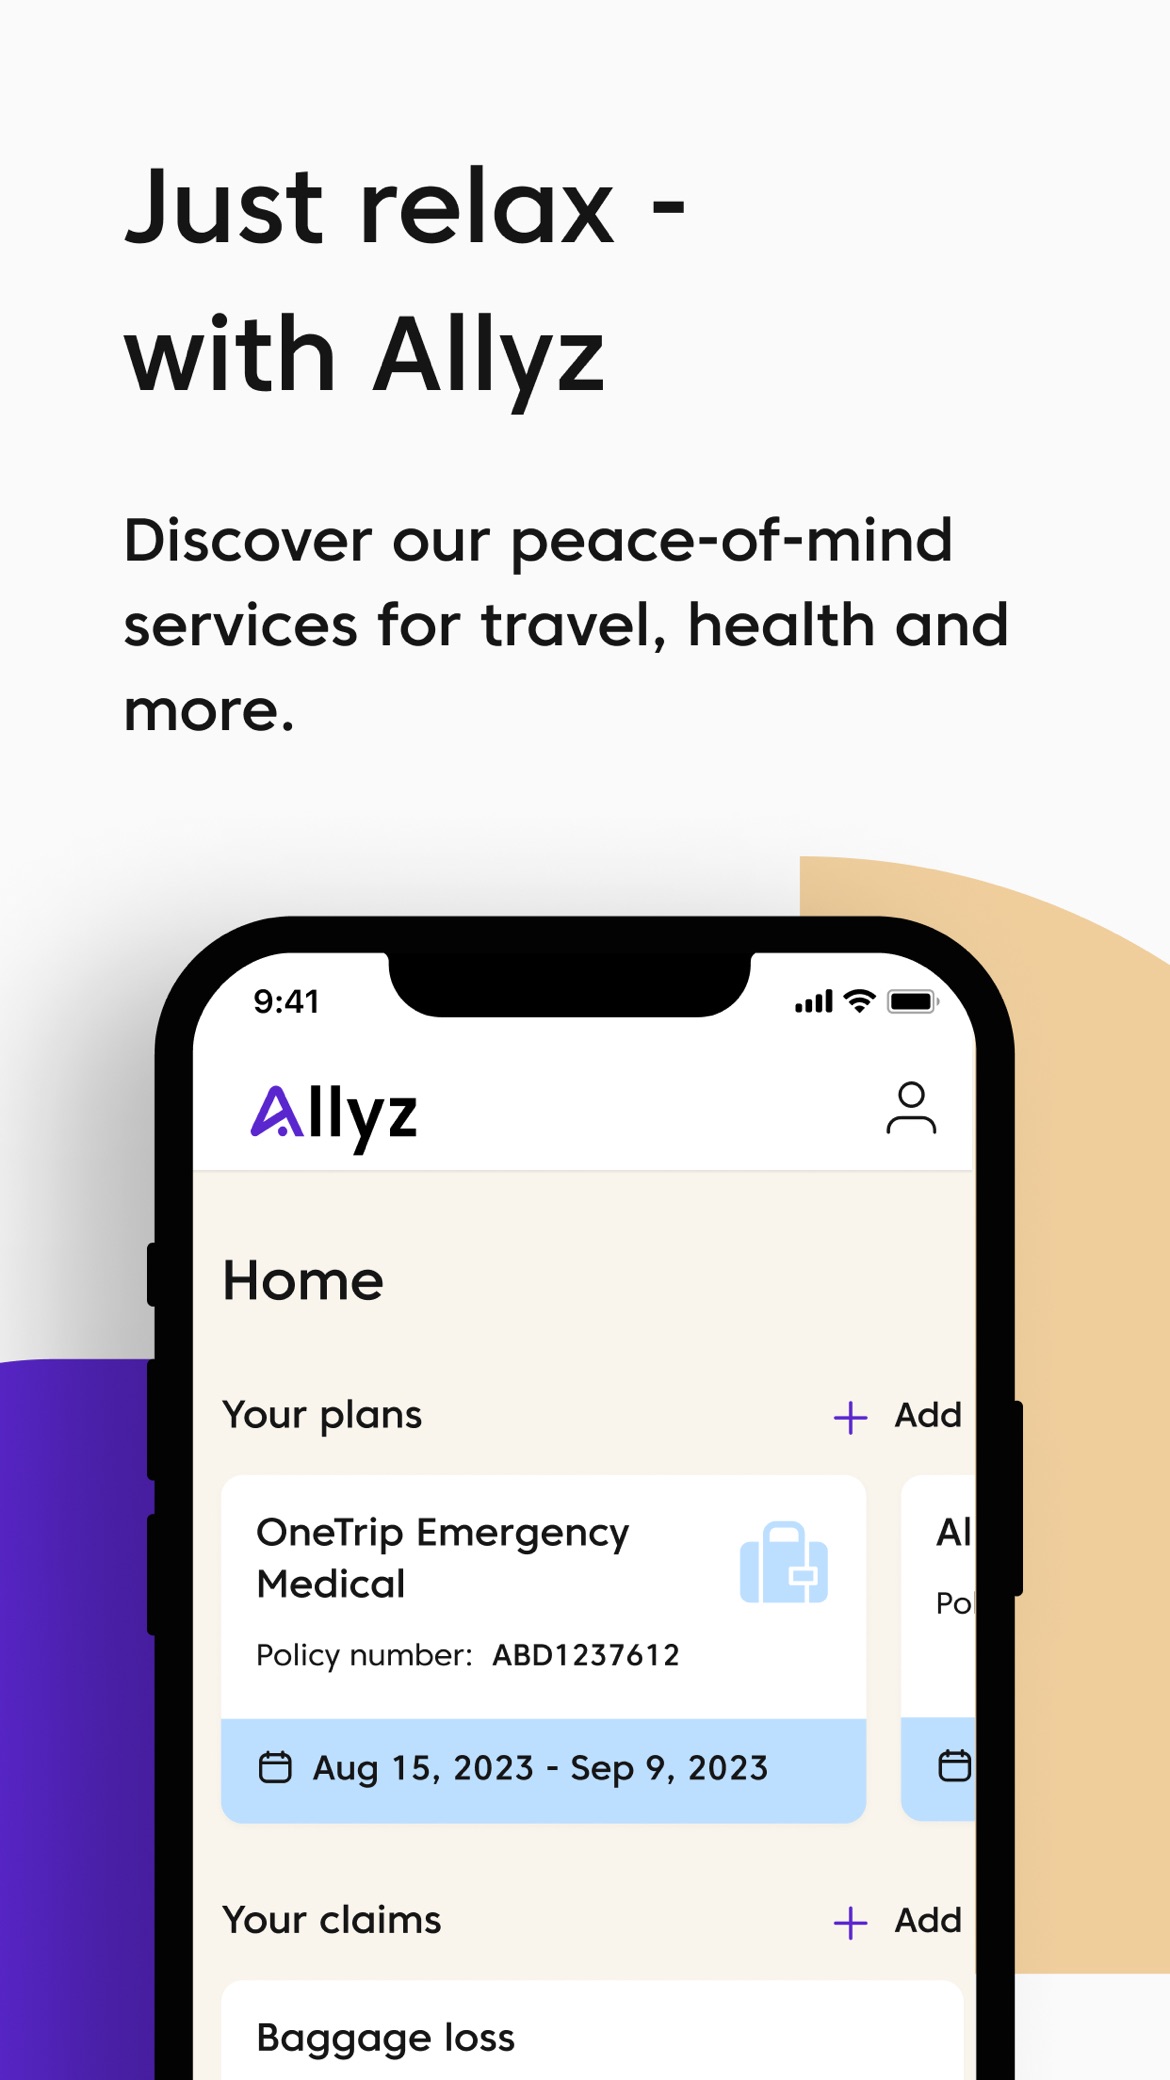 Just relax -
with Allyz
Discover our peace-of-mind
services for travel, health and
more.
9:41
Allyz
Home
Your plans
Add
OneTrip Emergency
Medical
Policy number: ABD1237612
Aug 15, 2023 - Sep 9, 2023
Al
Pol
Your claims
Add
Baggage loss